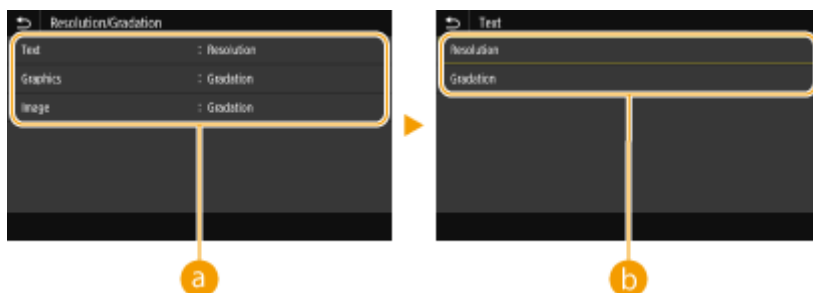 Resolution/Gradation
Text : Resolution
Graphics : Gradation
Image : Gradation
a
Text
Resolution
Gradation
b